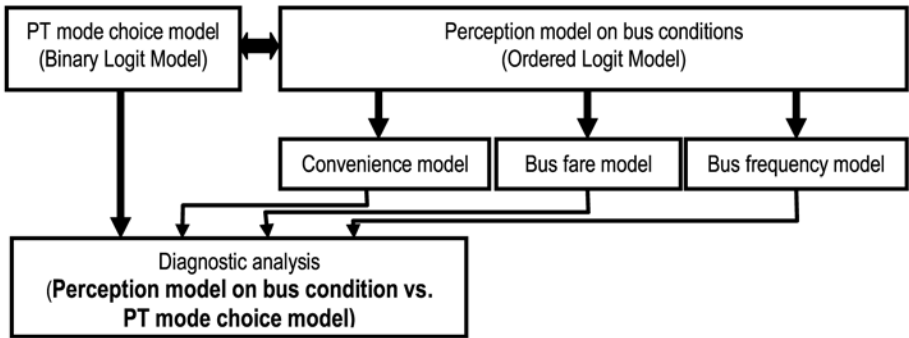 PT mode choice model
(Binary Logit Model)
Perception model on bus conditions
(Ordered Logit Model)
Convenience model
Bus fare model
Bus frequency model
Diagnostic analysis
(Perception model on bus condition vs.
PT mode choice model)